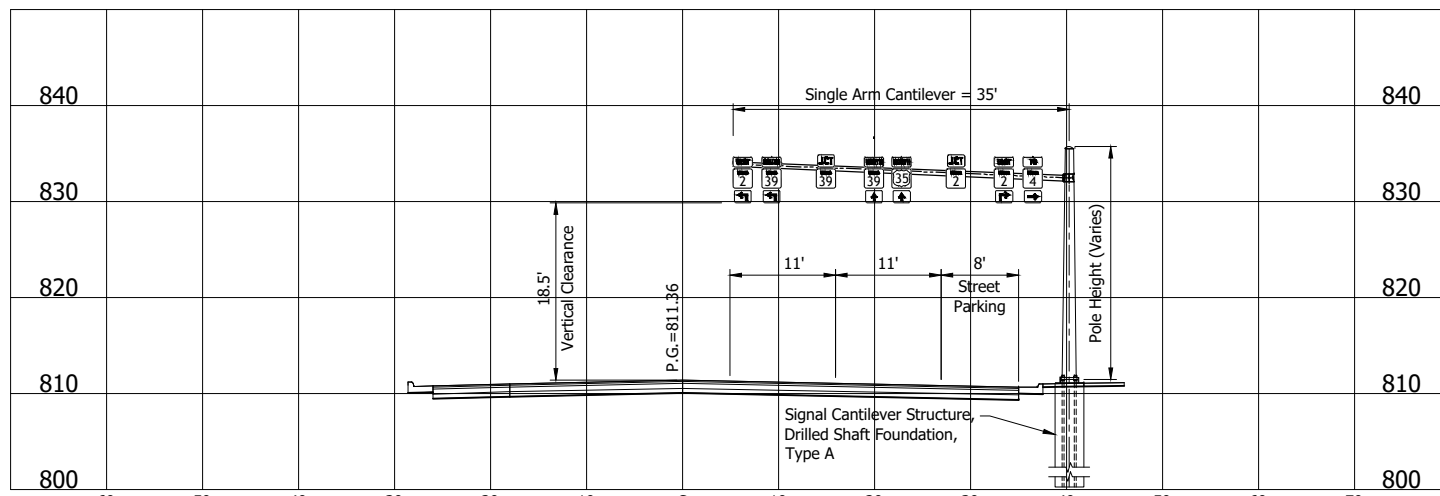 840
Single Arm Cantilever = 35'
840
JCT
JCT
TO
830
2
39
39
39
35
2
2
4
830
18.5'
Vertical Clearance
P.G.=811.36
11'
11'
8'
Street
Parking
Pole Height (Varies)
820
820
810
810
Signal Cantilever Structure,
Drilled Shaft Foundation,
Type A
800
800